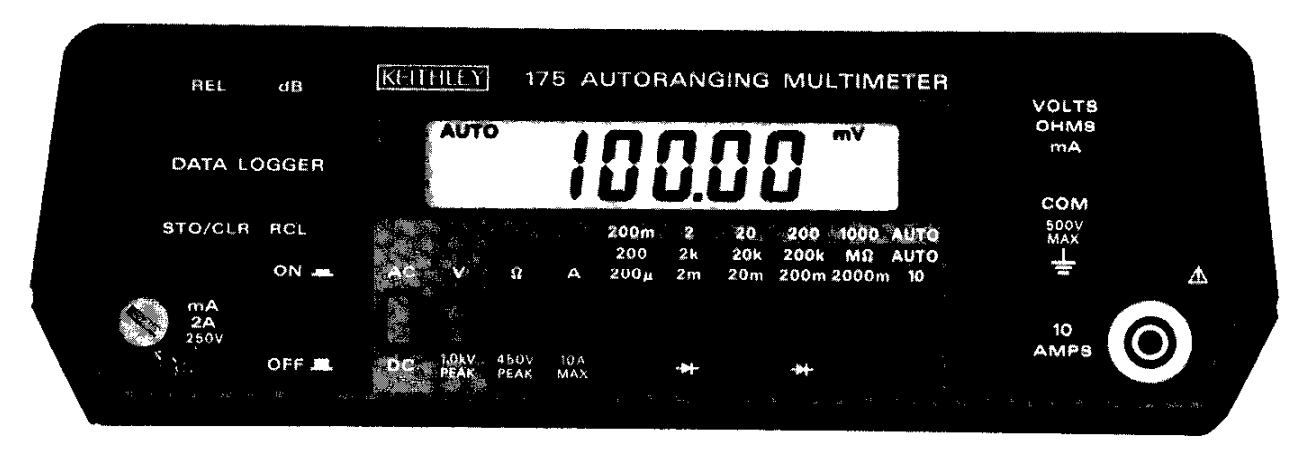 REL dB
KEITHLEY 175 AUTORANGING MULTIMETER
AUTO 100.00 mV
VOLTS
OHMS
mA
DATA LOGGER
COM
500V
MAX
STO/CLR RCL
200m 2 20 200 1000 AUTO
200 2k 20k 200k MΩ AUTO
AC V Ω A 200µ 2m 20m 200m 2000m 10
ON
mA
2A
250V
OFF
DC
1.0kV
PEAK
450V
PEAK
10A
MAX
10
AMPS